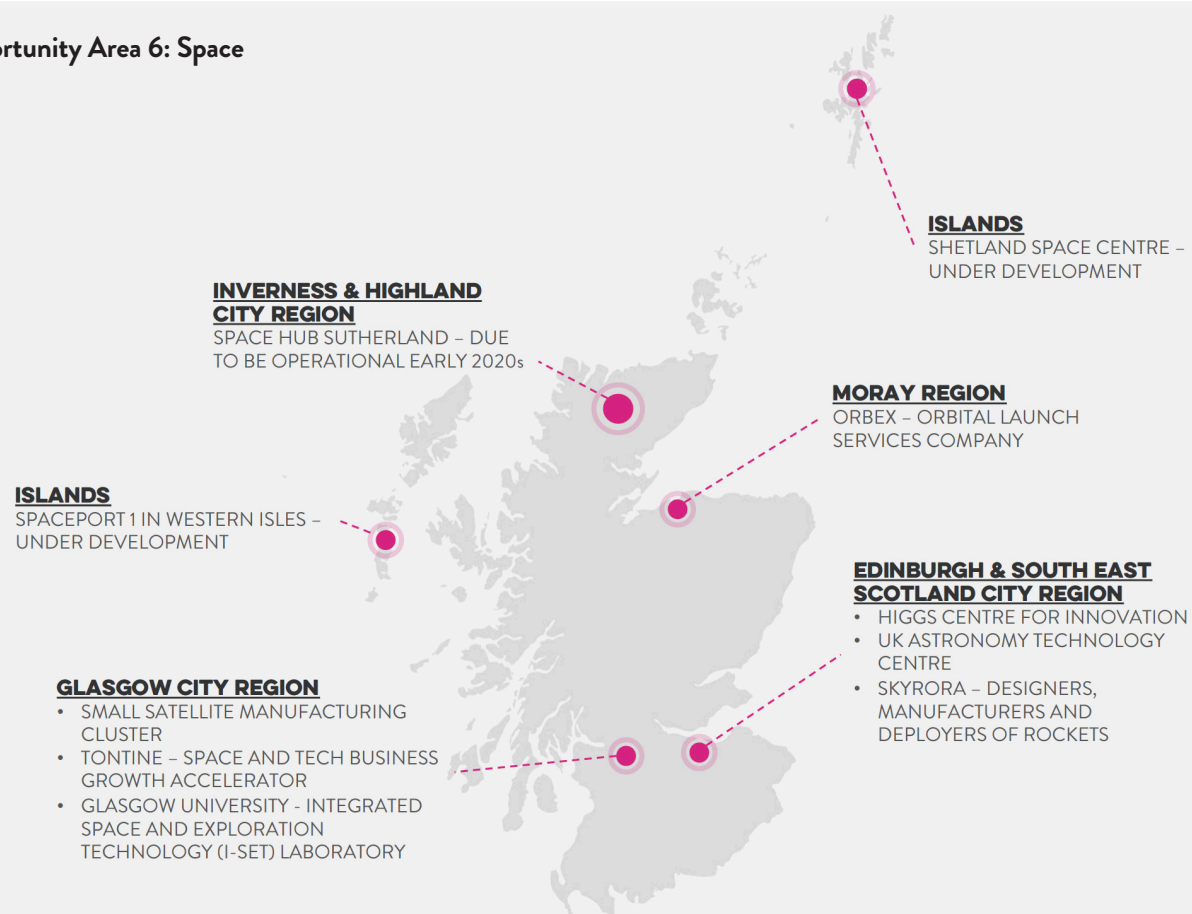 ortunity Area 6: Space
ISLANDS
SHETLAND SPACE CENTRE –
UNDER DEVELOPMENT
INVERNESS & HIGHLAND
CITY REGION
SPACE HUB SUTHERLAND – DUE
TO BE OPERATIONAL EARLY 2020s
MORAY REGION
ORBEX – ORBITAL LAUNCH
SERVICES COMPANY
ISLANDS
SPACEPORT 1 IN WESTERN ISLES –
UNDER DEVELOPMENT
EDINBURGH & SOUTH EAST
SCOTLAND CITY REGION
• HIGGS CENTRE FOR INNOVATION
• UK ASTRONOMY TECHNOLOGY
CENTRE
• SKYRORA – DESIGNERS,
MANUFACTURERS AND
DEPLOYERS OF ROCKETS
GLASGOW CITY REGION
• SMALL SATELLITE MANUFACTURING
CLUSTER
• TONTINE – SPACE AND TECH BUSINESS
GROWTH ACCELERATOR
• GLASGOW UNIVERSITY - INTEGRATED
SPACE AND EXPLORATION
TECHNOLOGY (I-SET) LABORATORY